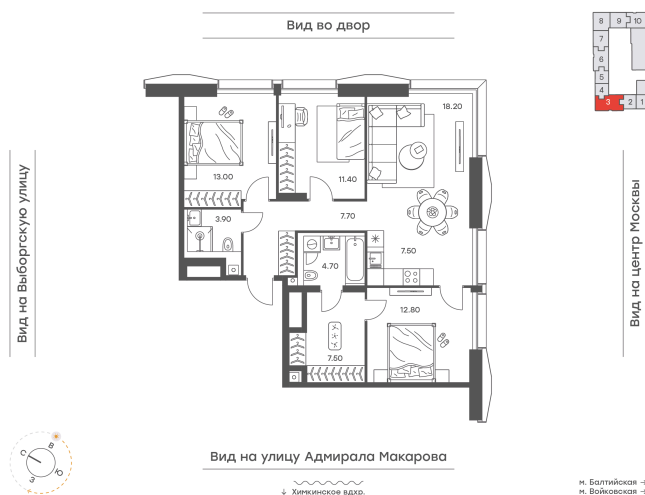 Вид во двор
8 9 10
7
6
5
4
3 2 1
18.20
13.00
11.40
3.90
7.70
7.50
4.70
12.80
7.50
Вид на Выборгскую улицу
Вид на центр Москвы
Вид на улицу Адмирала Макарова
↓ Химкинское вдхр.
С В Ю З
м. Балтийская →
м. Войковская →